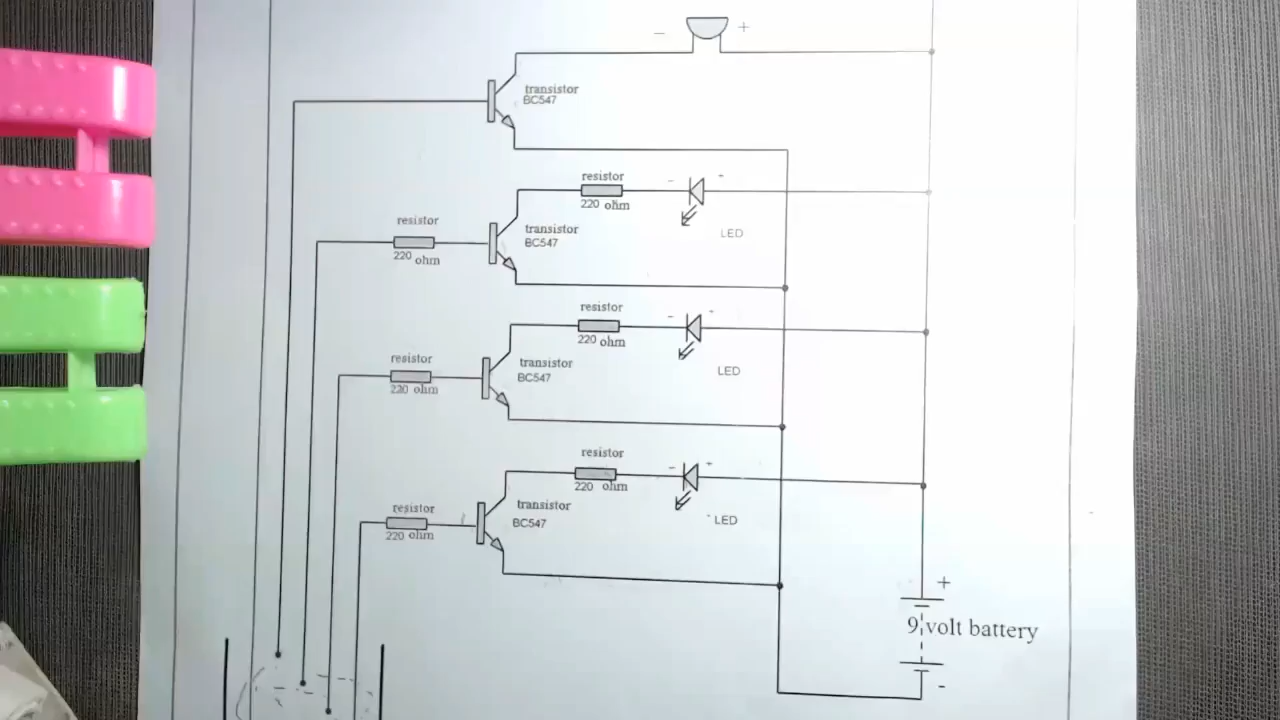 -
+
transistor
BC547
resistor
220 ohm
-
-
LED
resistor
220 ohm
transistor
BC547
resistor
220 ohm
-
-
LED
resistor
220 ohm
transistor
BC547
resistor
220 ohm
-
+
LED
resistor
220 ohm
transistor
BC547
+
9 volt battery
-